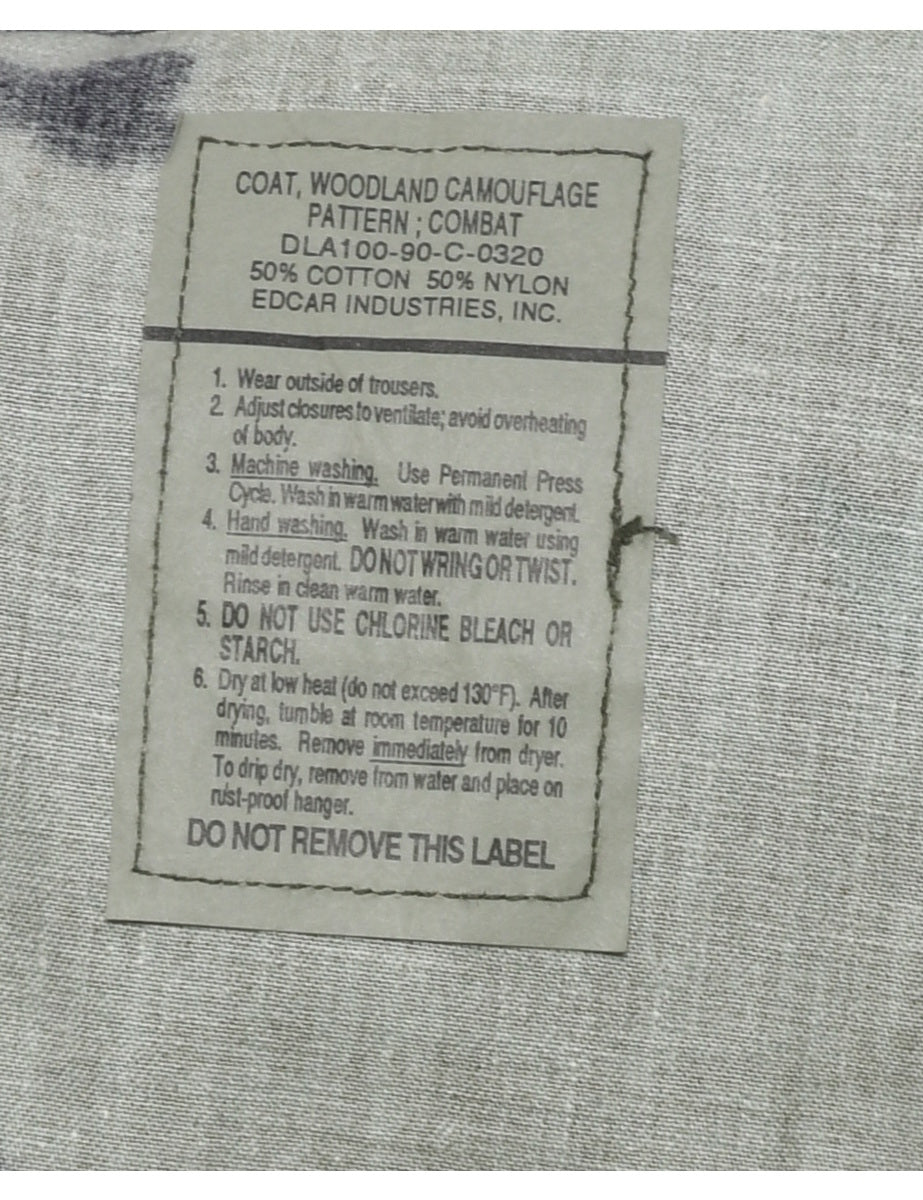 COAT, WOODLAND CAMOUFLAGE
PATTERN ; COMBAT
DLA100-90-C-0320
50% COTTON 50% NYLON
EDCAR INDUSTRIES, INC.
1. Wear outside of trousers.
2. Adjust closures to ventilate; avoid overheating
of body.
3. Machine washing. Use Permanent Press
Cycle. Wash in warm water with mild detergent.
4. Hand washing. Wash in warm water using
mild detergent. DO NOT WRING OR TWIST.
Rinse in clean warm water.
5. DO NOT USE CHLORINE BLEACH OR
STARCH.
6. Dry at low heat (do not exceed 130°F). After
drying, tumble at room temperature for 10
minutes. Remove immediately from dryer.
To drip dry, remove from water and place on
rust-proof hanger.
DO NOT REMOVE THIS LABEL